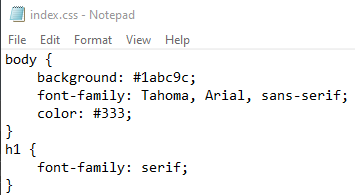 index.css - Notepad
File Edit Format View Help
body {
    background: #1abc9c;
    font-family: Tahoma, Arial, sans-serif;
    color: #333;
}
h1 {
    font-family: serif;
}